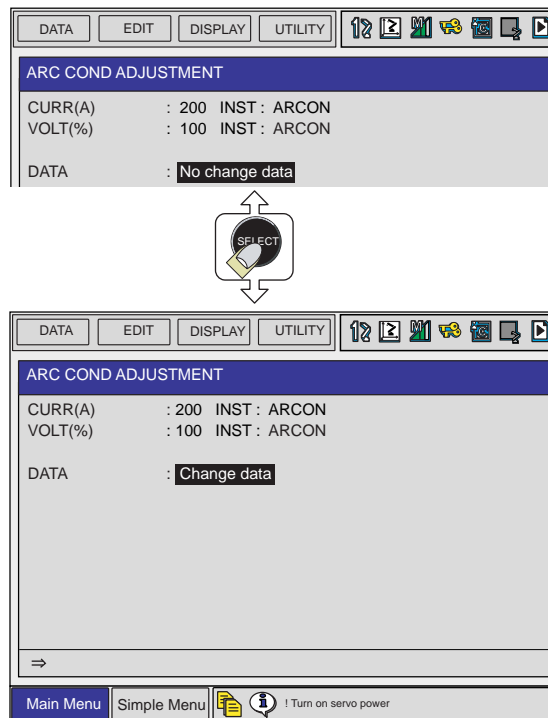 DATA EDIT DISPLAY UTILITY
ARC COND ADJUSTMENT
CURR(A) : 200 INST : ARCON
VOLT(%) : 100 INST : ARCON
DATA : No change data
SELECT
DATA EDIT DISPLAY UTILITY
ARC COND ADJUSTMENT
CURR(A) : 200 INST : ARCON
VOLT(%) : 100 INST : ARCON
DATA : Change data
⇒
Main Menu Simple Menu ! Turn on servo power